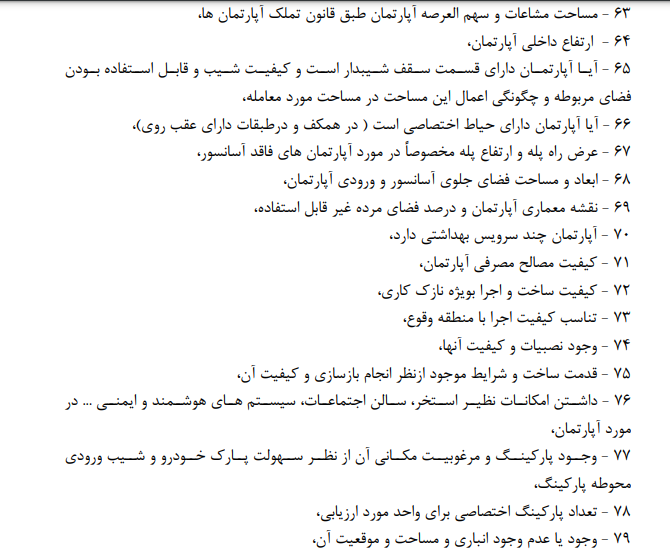 ۶۳ - مساحت مشاعات و سهم العرصه آپارتمان طبق قانون تملک آپارتمان ها،
۶۴ - ارتفاع داخلی آپارتمان،
۶۵ - آیا آپارتمان دارای قسمت سقف شیبدار است و کیفیت شیب و قابل استفاده بودن
فضای مربوطه و چگونگی اعمال این مساحت در مساحت مورد معامله،
۶۶ - آیا آپارتمان دارای حیاط اختصاصی است ( در همکف و درطبقات دارای عقب روی)،
۶۷ - عرض راه پله و ارتفاع پله مخصوصاً در مورد آپارتمان های فاقد آسانسور،
۶۸ - ابعاد و مساحت فضای جلوی آسانسور و ورودی آپارتمان،
۶۹ - نقشه معماری آپارتمان و درصد فضای مرده غیر قابل استفاده،
۷۰ - آپارتمان چند سرویس بهداشتی دارد،
۷۱ - کیفیت مصالح مصرفی آپارتمان،
۷۲ - کیفیت ساخت و اجرا بویژه نازک کاری،
۷۳ - تناسب کیفیت اجرا با منطقه وقوع،
۷۴ - وجود نصبیات و کیفیت آنها،
۷۵ - قدمت ساخت و شرایط موجود ازنظر انجام بازسازی و کیفیت آن،
۷۶ - داشتن امکانات نظیر استخر، سالن اجتماعات، سیستم های هوشمند و ایمنی ... در
مورد آپارتمان،
۷۷ - وجود پارکینگ و مرغوبیت مکانی آن از نظر سهولت پارک خودرو و شیب ورودی
محوطه پارکینگ،
۷۸ - تعداد پارکینگ اختصاصی برای واحد مورد ارزیابی،
۷۹ - وجود یا عدم وجود انباری و مساحت و موقعیت آن،